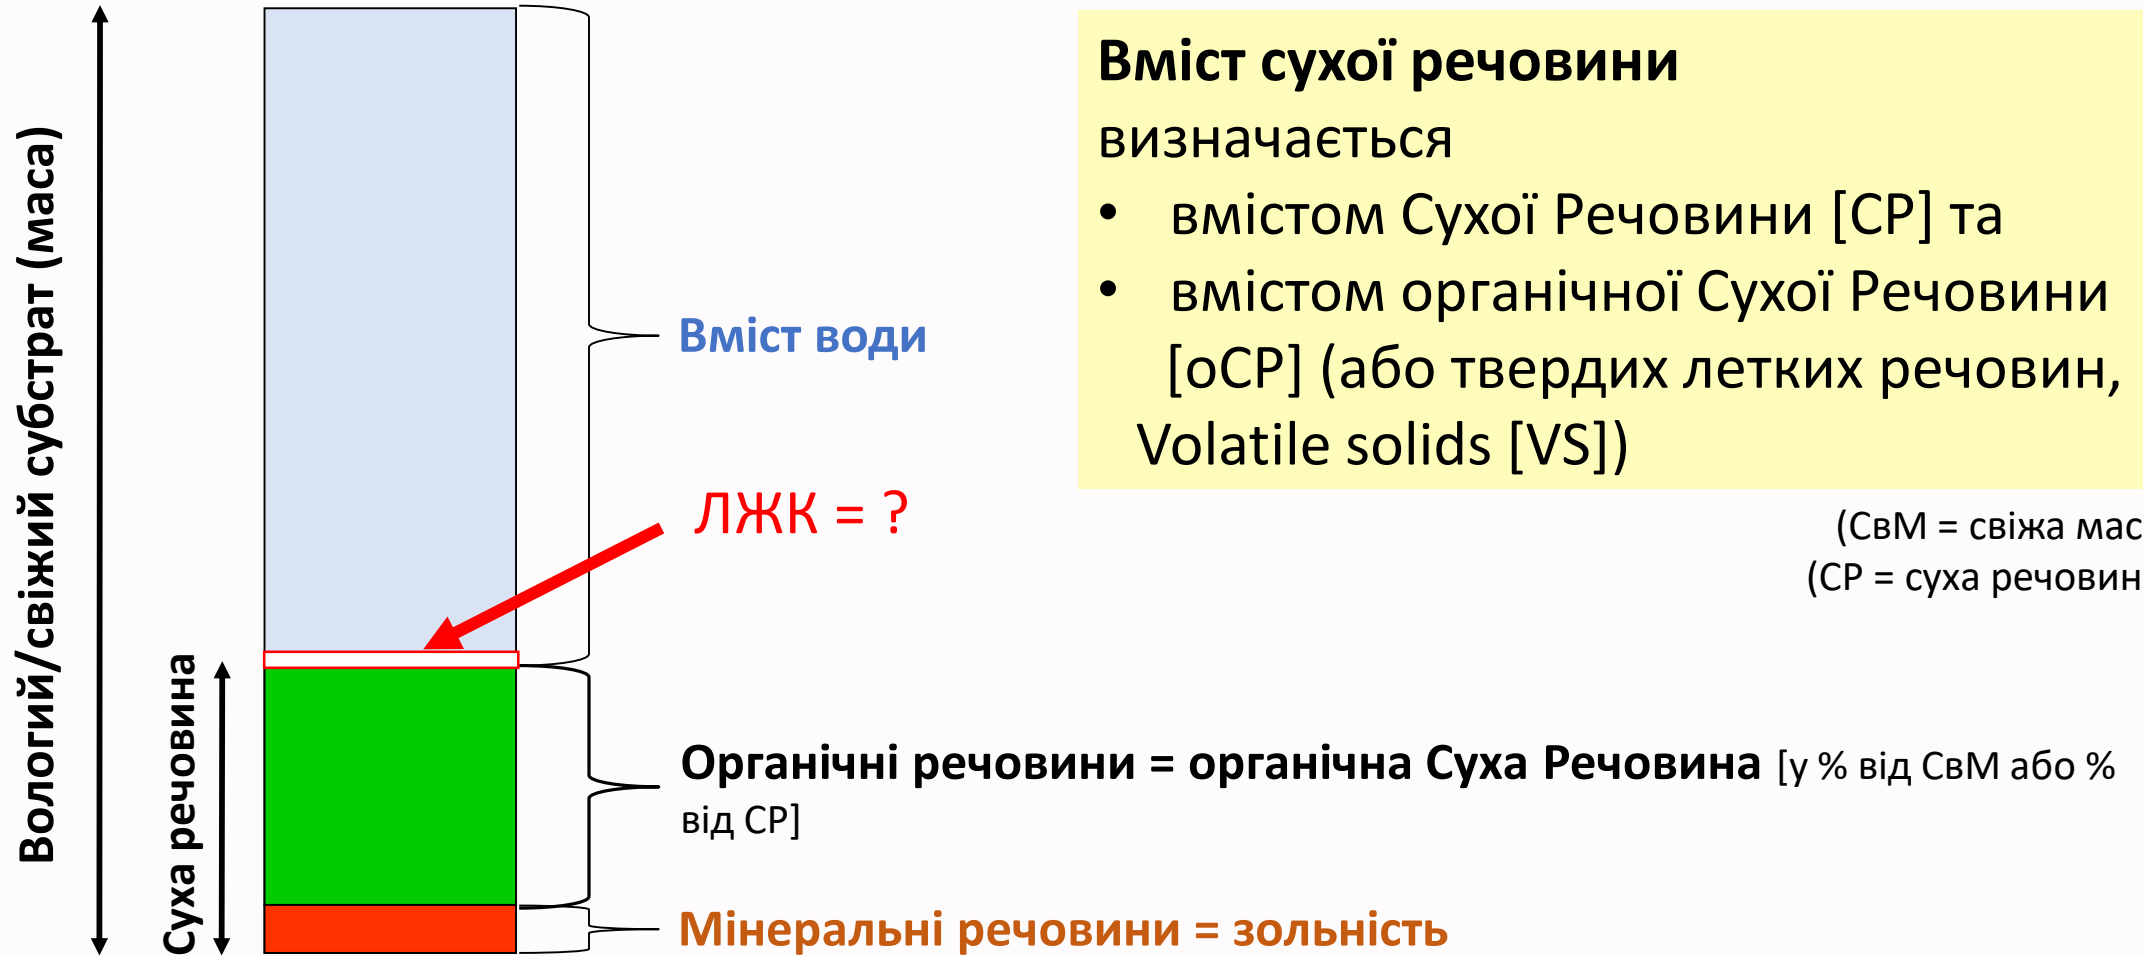 Вміст сухої речовини
визначається
• вмістом Сухої Речовини [СР] та
• вмістом органічної Сухої Речовини
[оСР] (або твердих летких речовин,
Volatile solids [VS])
(СвМ = свіжа мас
(СР = суха речовин
Вологий/свіжий субстрат (маса)
Суха речовина
Вміст води
ЛЖК = ?
Органічні речовини = органічна Суха Речовина [у % від СвМ або %
від СР]
Мінеральні речовини = зольність